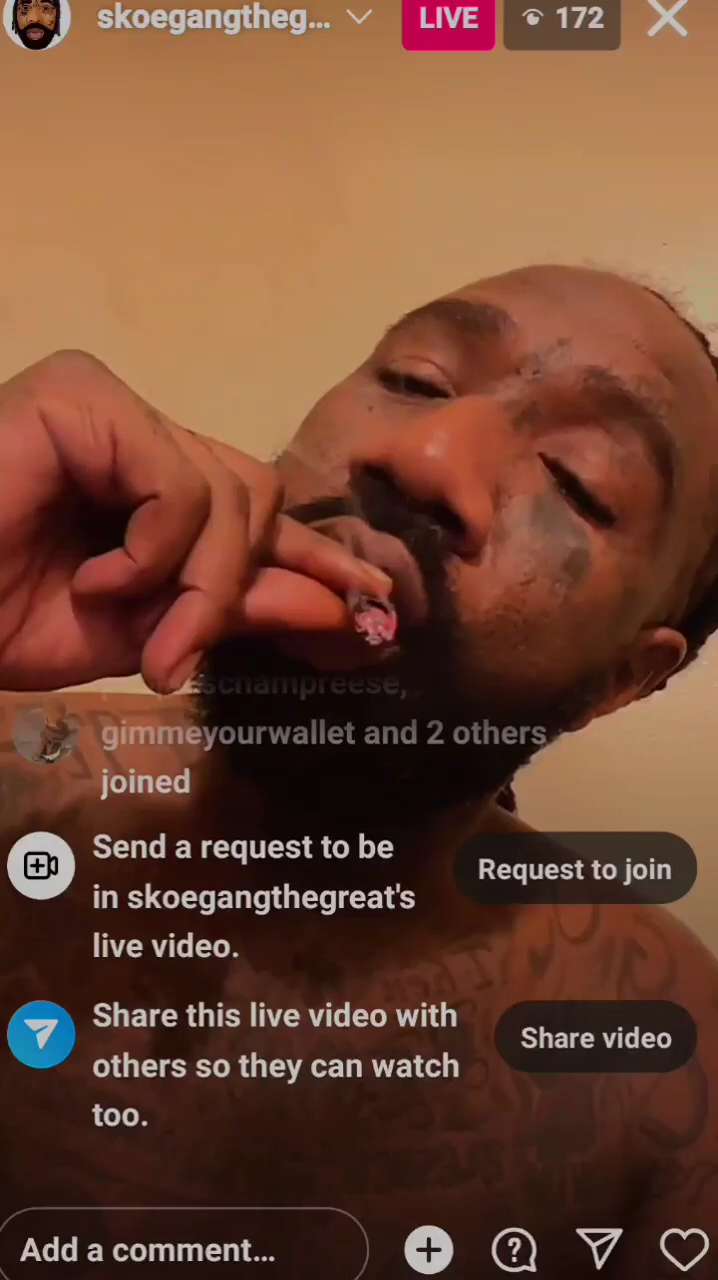 skoegangtheg...
LIVE
172
schampreese,
gimmeyourwallet and 2 others
joined
Send a request to be
in skoegangthegreat's
live video.
Request to join
Share this live video with
others so they can watch
too.
Share video
Add a comment...